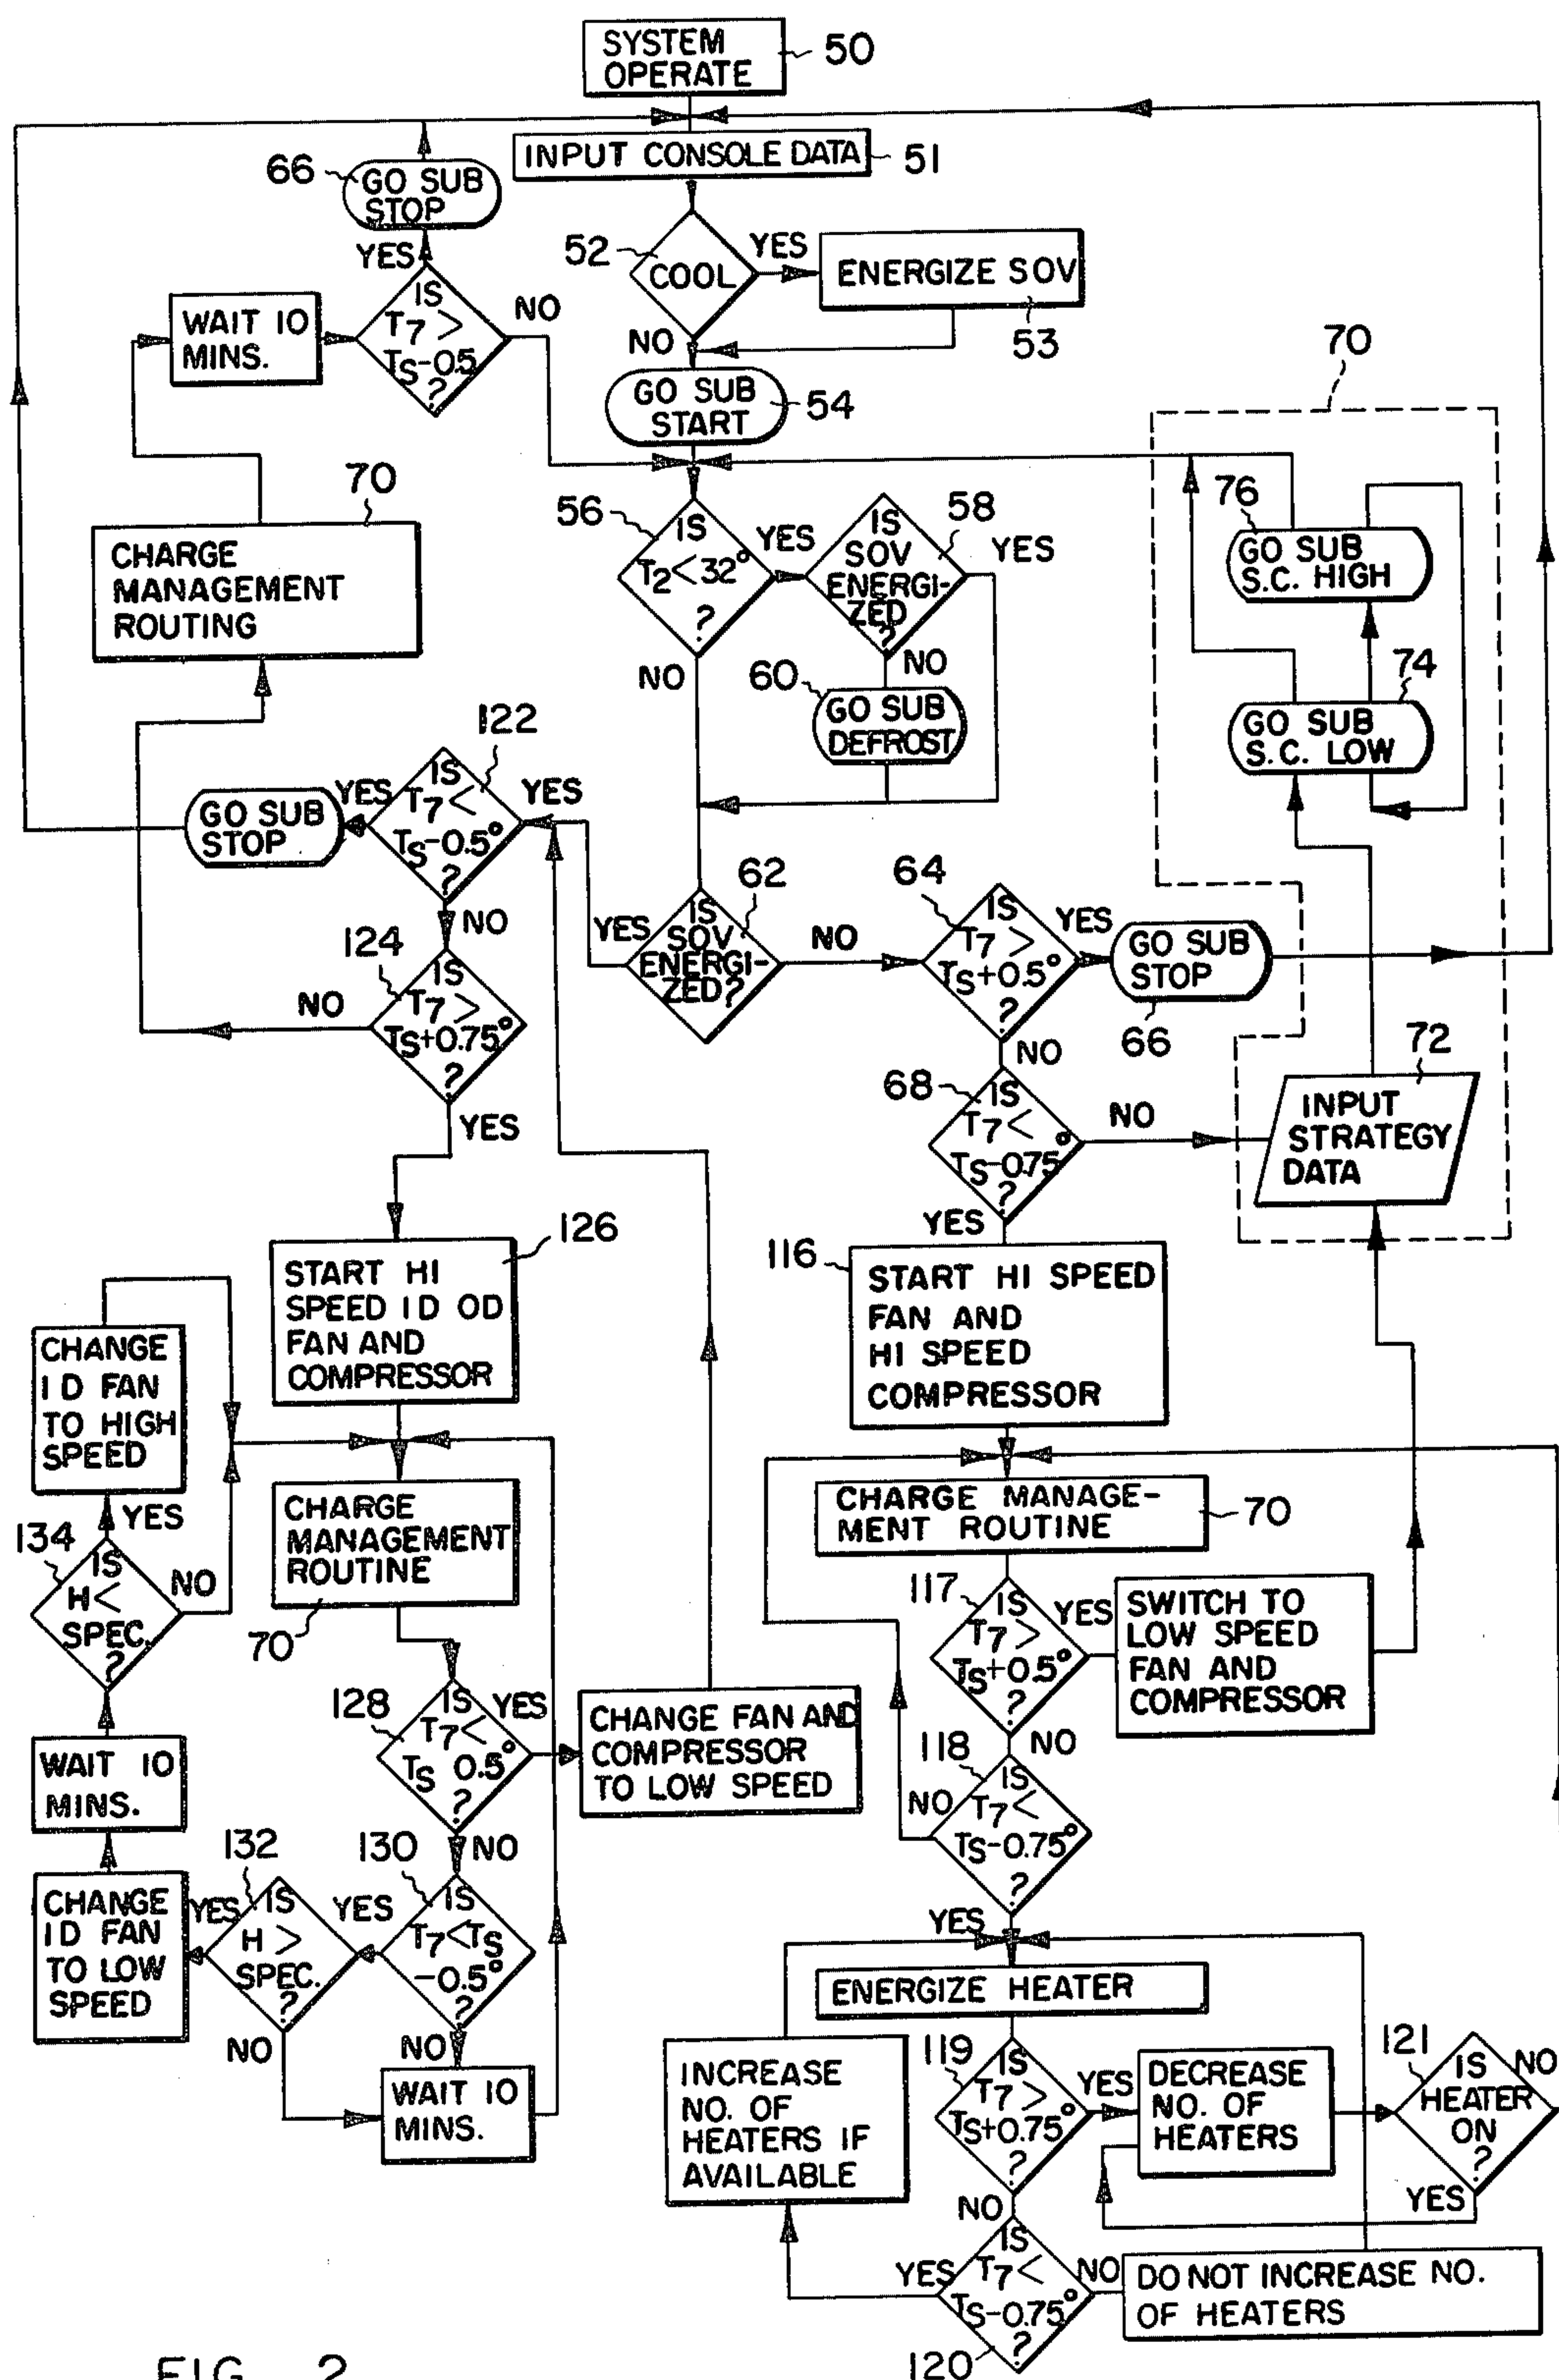 SYSTEM
OPERATE
50
INPUT CONSOLE DATA
51
66
GO SUB
STOP
YES
52
COOL
YES
ENERGIZE SOV
53
NO
WAIT 10
MINS.
IS
T7 >
TS-0.5
?
NO
GO SUB
START
54
70
70
CHARGE
MANAGEMENT
ROUTING
56
IS
T2<32°
?
YES
NO
58
IS
SOV
ENERGI-
ZED
?
YES
NO
60
GO SUB
DEFROST
76
GO SUB
S.C. HIGH
74
GO SUB
S.C. LOW
122
IS
T7<
TS-0.5°
?
YES
YES
GO SUB
STOP
NO
62
IS
SOV
ENERGI-
ZED?
YES
NO
64
IS
T7 >
TS+0.5°
?
YES
GO SUB
STOP
66
NO
124
IS
T7 >
TS+0.75°
?
NO
YES
68
IS
T7<
TS-0.75°
?
NO
YES
72
INPUT
STRATEGY
DATA
126
START HI
SPEED ID OD
FAN AND
COMPRESSOR
116
START HI SPEED
FAN AND
HI SPEED
COMPRESSOR
CHANGE
ID FAN
TO HIGH
SPEED
YES
134
IS
H<
SPEC.
?
NO
CHARGE
MANAGEMENT
ROUTINE
70
CHARGE MANAGE-
MENT ROUTINE
70
117
IS
T7 >
TS+0.5°
?
YES
NO
SWITCH TO
LOW SPEED
FAN AND
COMPRESSOR
128
IS
T7<
TS 0.5°
?
YES
NO
CHANGE FAN AND
COMPRESSOR
TO LOW SPEED
WAIT 10
MINS.
118
IS
T7<
TS-0.75°
?
NO
YES
CHANGE
ID FAN
TO LOW
SPEED
132
IS
H >
SPEC.
?
YES
NO
130
IS
T7<TS
-0.5°
?
YES
NO
WAIT 10
MINS.
ENERGIZE HEATER
INCREASE
NO. OF
HEATERS IF
AVAILABLE
119
IS
T7 >
TS+0.75°
?
YES
NO
DECREASE
NO. OF
HEATERS
121
IS
HEATER
ON
?
NO
YES
IS
T7<
TS-0.75°
?
120
YES
NO
DO NOT INCREASE NO.
OF HEATERS
FIG. 2